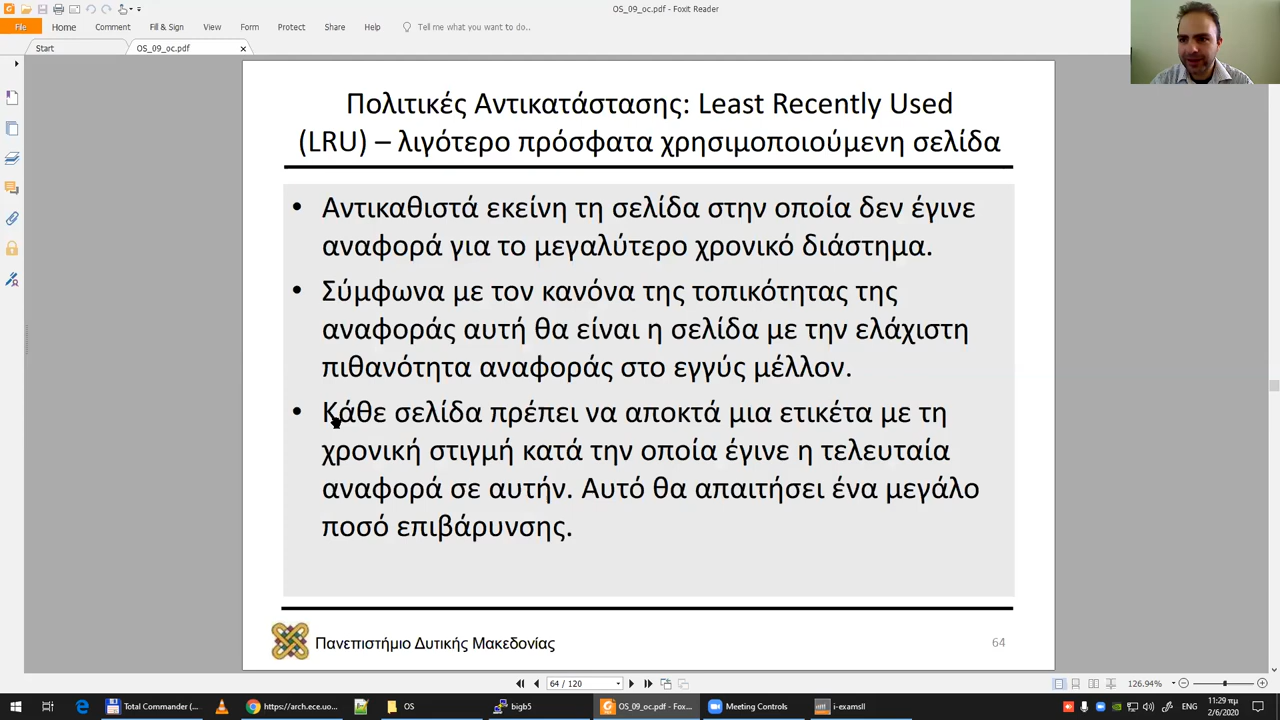 OS_09_oc.pdf - Foxit Reader
File Home Comment Fill & Sign View Form Protect Share Help Tell me what you want to do..
Start OS_09_oc.pdf
Πολιτικές Αντικατάστασης: Least Recently Used
(LRU) – λιγότερο πρόσφατα χρησιμοποιούμενη σελίδα
• Αντικαθιστά εκείνη τη σελίδα στην οποία δεν έγινε
αναφορά για το μεγαλύτερο χρονικό διάστημα.
• Σύμφωνα με τον κανόνα της τοπικότητας της
αναφοράς αυτή θα είναι η σελίδα με την ελάχιστη
πιθανότητα αναφοράς στο εγγύς μέλλον.
• Κάθε σελίδα πρέπει να αποκτά μια ετικέτα με τη
χρονική στιγμή κατά την οποία έγινε η τελευταία
αναφορά σε αυτήν. Αυτό θα απαιτήσει ένα μεγάλο
ποσό επιβάρυνσης.
Πανεπιστήμιο Δυτικής Μακεδονίας
64
64 / 120
126.94%
Total Commander (... https://arch.ece.uo... OS big5 OS_09_oc.pdf - Fox... Meeting Controls i-examsll
11:29 πμ
2/6/2020